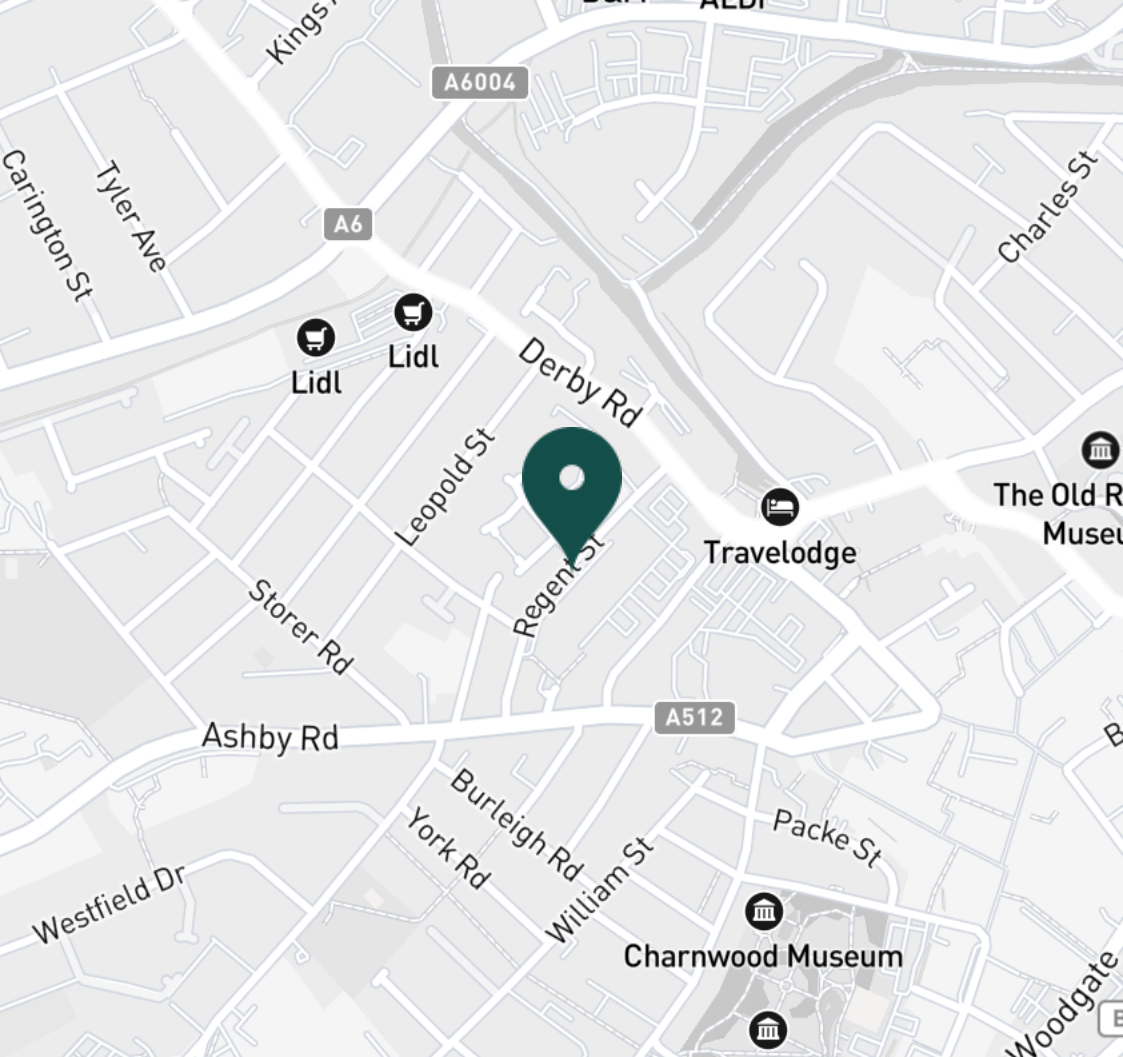 ALDI
Kings
A6004
Carington St
Tyler Ave
Charles St
A6
Lidl
Lidl
Derby Rd
Leopold St
The Old R
Museu
Travelodge
Regent St
Storer Rd
A512
Ashby Rd
Burleigh Rd
York Rd
Packe St
William St
Westfield Dr
Charnwood Museum
Woodgate
B
B